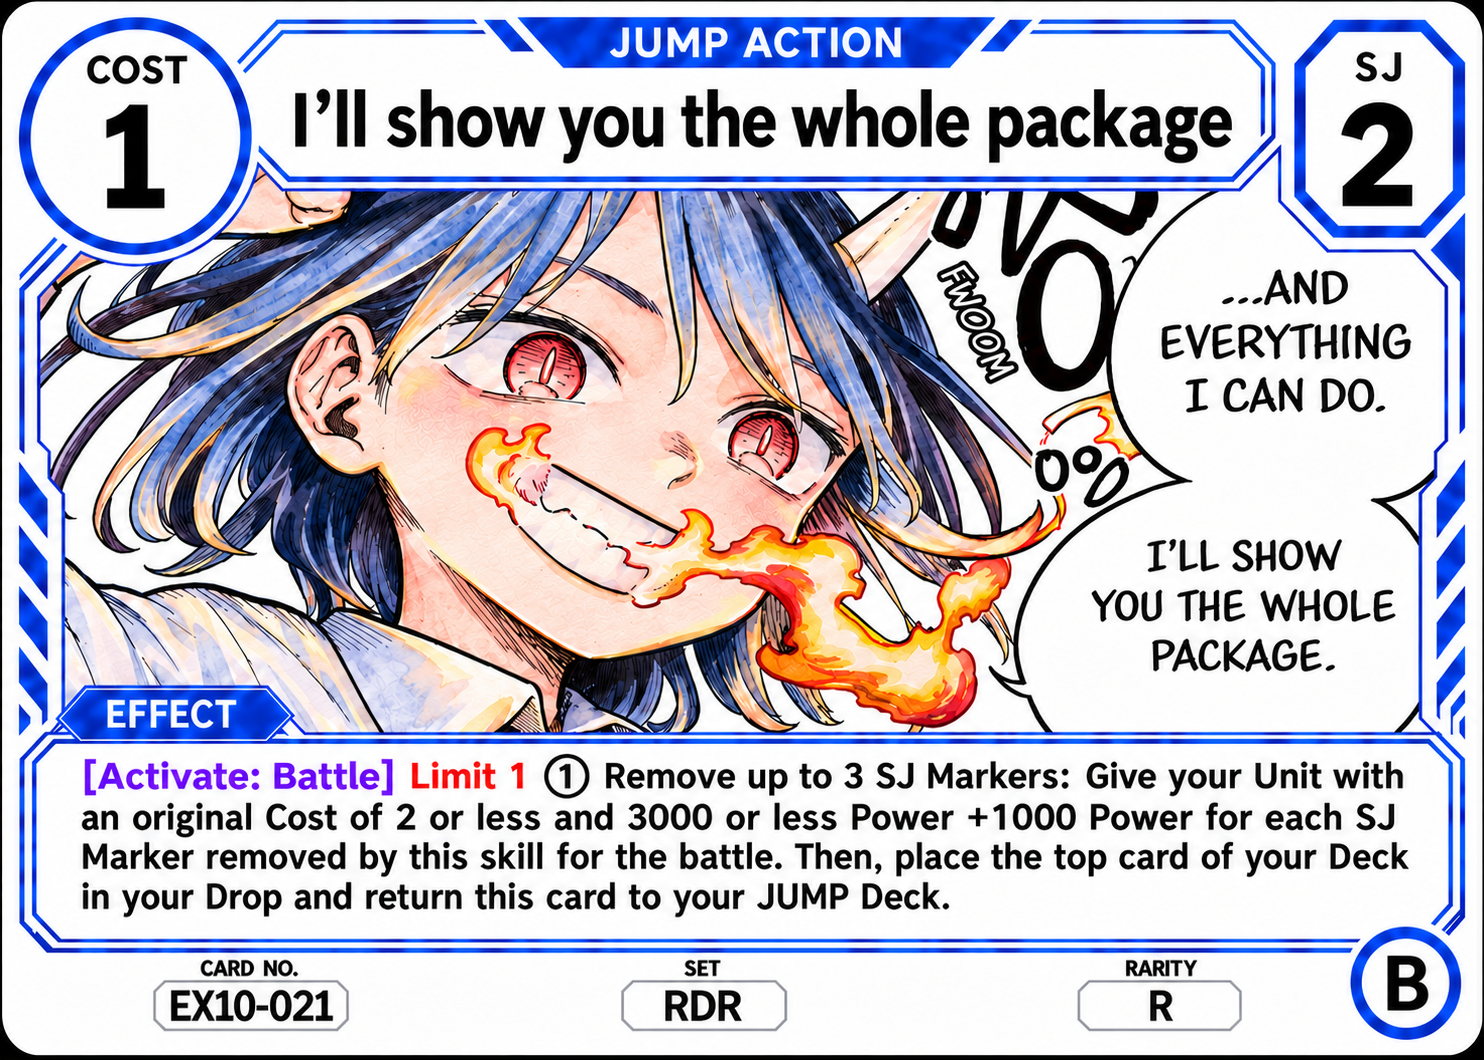 COST
1
JUMP ACTION
I'll show you the whole package
SJ
2
FWOOM
...AND
EVERYTHING
I CAN DO.
I'LL SHOW
YOU THE WHOLE
PACKAGE.
EFFECT
[Activate: Battle] Limit 1 ① Remove up to 3 SJ Markers: Give your Unit with
an original Cost of 2 or less and 3000 or less Power +1000 Power for each SJ
Marker removed by this skill for the battle. Then, place the top card of your Deck
in your Drop and return this card to your JUMP Deck.
CARD NO.
EX10-021
SET
RDR
RARITY
R
B